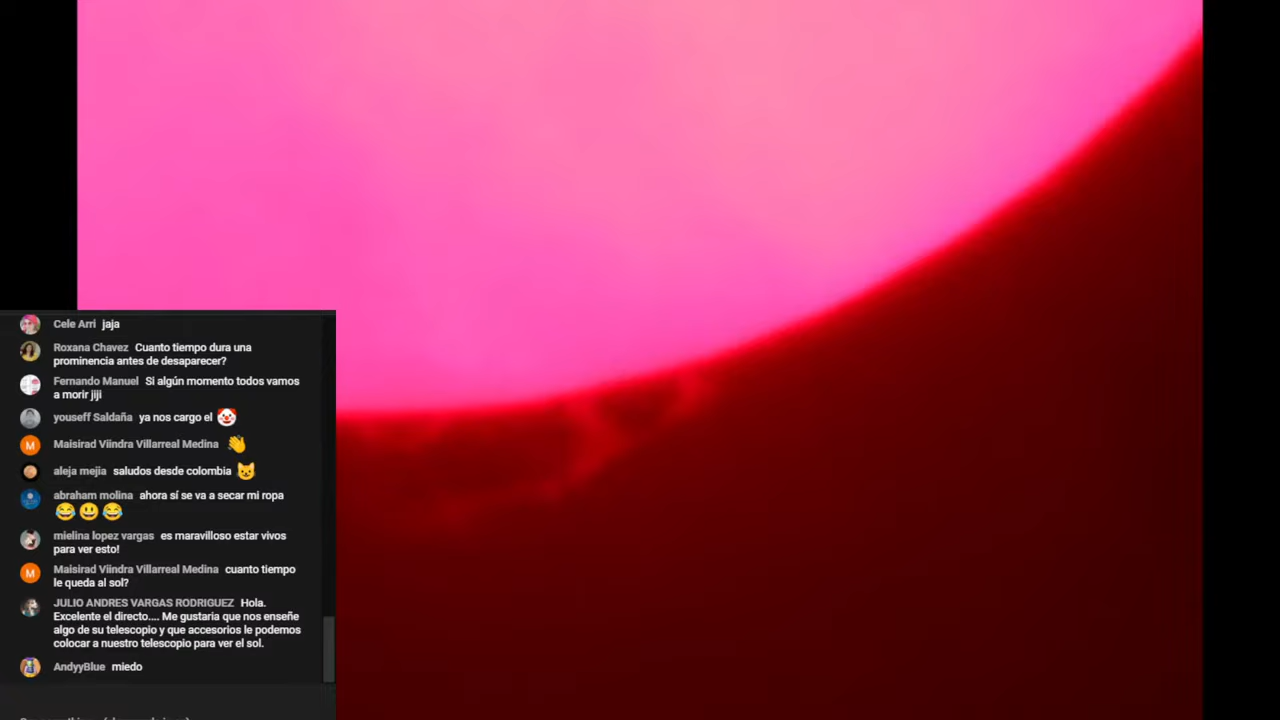 Cele Arri jaja
Roxana Chavez Cuanto tiempo dura una
prominencia antes de desaparecer?
Fernando Manuel Si algún momento todos vamos
a morir jiji
youseff Saldaña ya nos cargo el 🤡
M Maisirad Viindra Villarreal Medina 👏
aleja mejia saludos desde colombia 😺
abraham molina ahora sí se va a secar mi ropa
😂😃😂
mielina lopez vargas es maravilloso estar vivos
para ver esto!
M Maisirad Viindra Villarreal Medina cuanto tiempo
le queda al sol?
JULIO ANDRES VARGAS RODRIGUEZ Hola.
Excelente el directo.... Me gustaria que nos enseñe
algo de su telescopio y que accesorios le podemos
colocar a nuestro telescopio para ver el sol.
AndyyBlue miedo